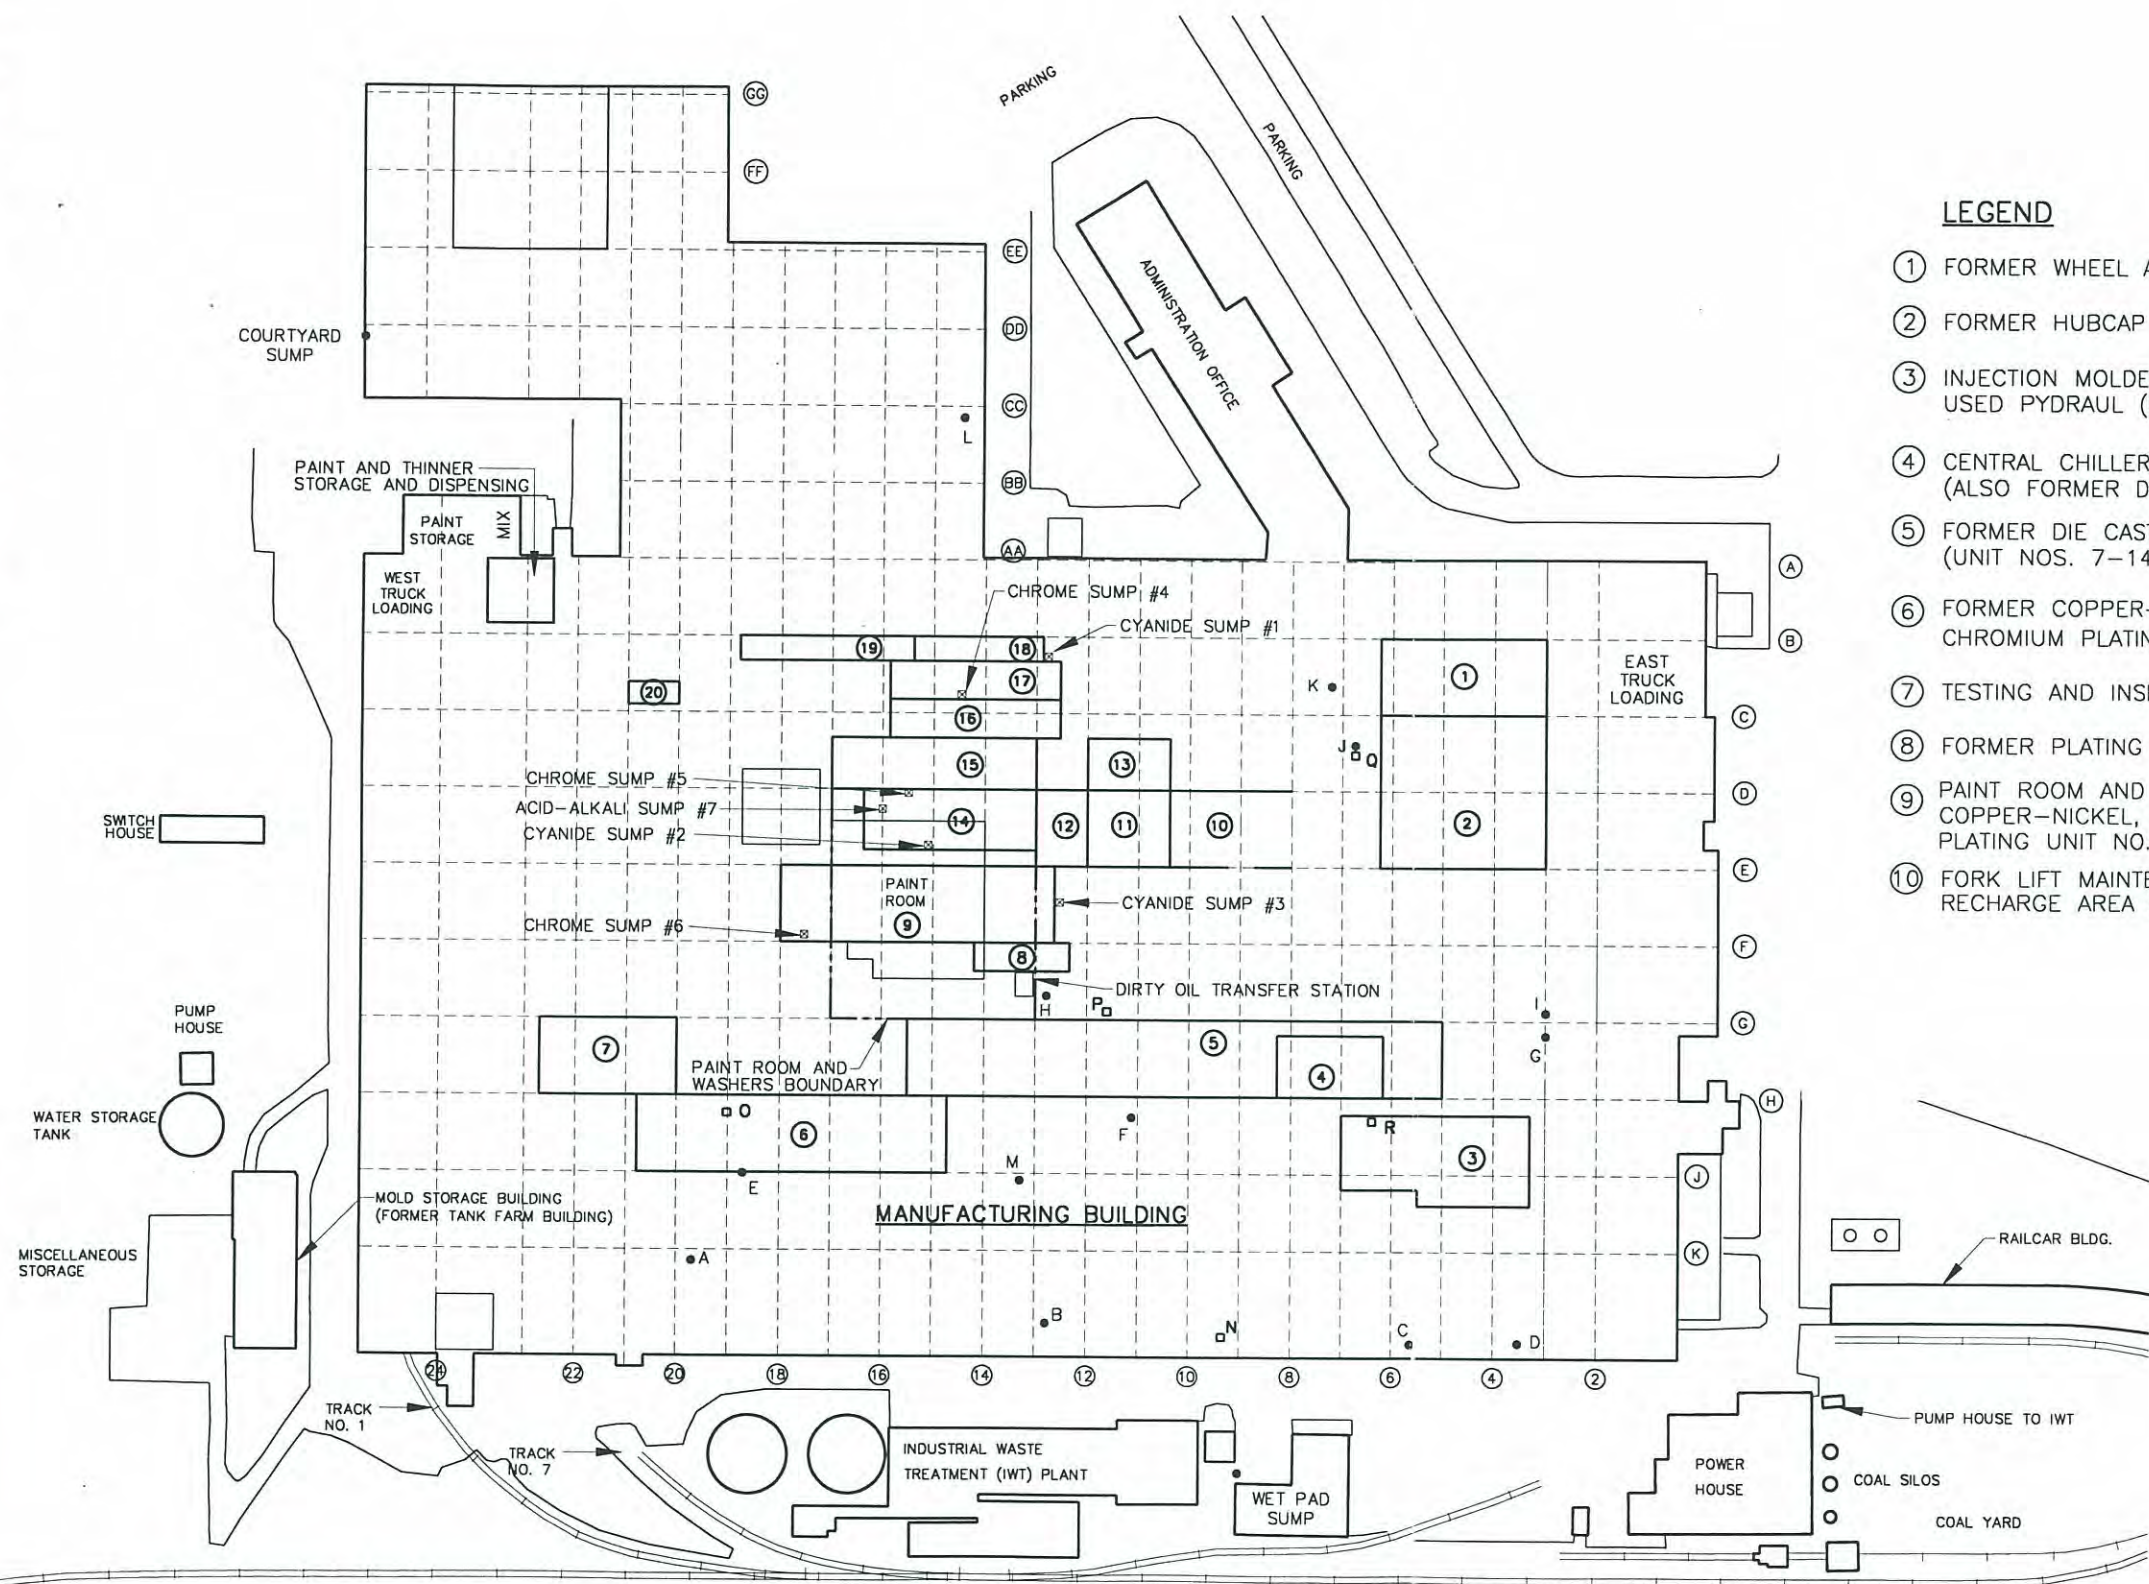 PARKING
PARKING
GG
FF
EE
DD
CC
BB
AA
ADMINISTRATION OFFICE
COURTYARD
SUMP
L
PAINT AND THINNER
STORAGE AND DISPENSING
PAINT
STORAGE
MIX
WEST
TRUCK
LOADING
CHROME SUMP #4
CYANIDE SUMP #1
A
B
19
18
17
16
20
K
1
EAST
TRUCK
LOADING
C
J
Q
15
13
CHROME SUMP #5
ACID-ALKALI SUMP #7
CYANIDE SUMP #2
14
12
11
10
2
D
SWITCH
HOUSE
E
PAINT
ROOM
9
CYANIDE SUMP #3
CHROME SUMP #6
F
8
DIRTY OIL TRANSFER STATION
H
P
I
G
G
PUMP
HOUSE
7
5
4
PAINT ROOM AND
WASHERS BOUNDARY
WATER STORAGE
TANK
O
6
F
R
3
H
M
E
J
MOLD STORAGE BUILDING
(FORMER TANK FARM BUILDING)
MANUFACTURING BUILDING
MISCELLANEOUS
STORAGE
A
K
RAILCAR BLDG.
B
N
C
D
24
22
20
18
16
14
12
10
8
6
4
2
TRACK
NO. 1
TRACK
NO. 7
INDUSTRIAL WASTE
TREATMENT (IWT) PLANT
WET PAD
SUMP
POWER
HOUSE
PUMP HOUSE TO IWT
COAL SILOS
COAL YARD
LEGEND
1 FORMER WHEEL A
2 FORMER HUBCAP
3 INJECTION MOLDE
USED PYDRAUL (
4 CENTRAL CHILLER
(ALSO FORMER D
5 FORMER DIE CAS
(UNIT NOS. 7-14
6 FORMER COPPER-
CHROMIUM PLATIN
7 TESTING AND INS
8 FORMER PLATING
9 PAINT ROOM AND
COPPER-NICKEL,
PLATING UNIT NO.
10 FORK LIFT MAINTE
RECHARGE AREA